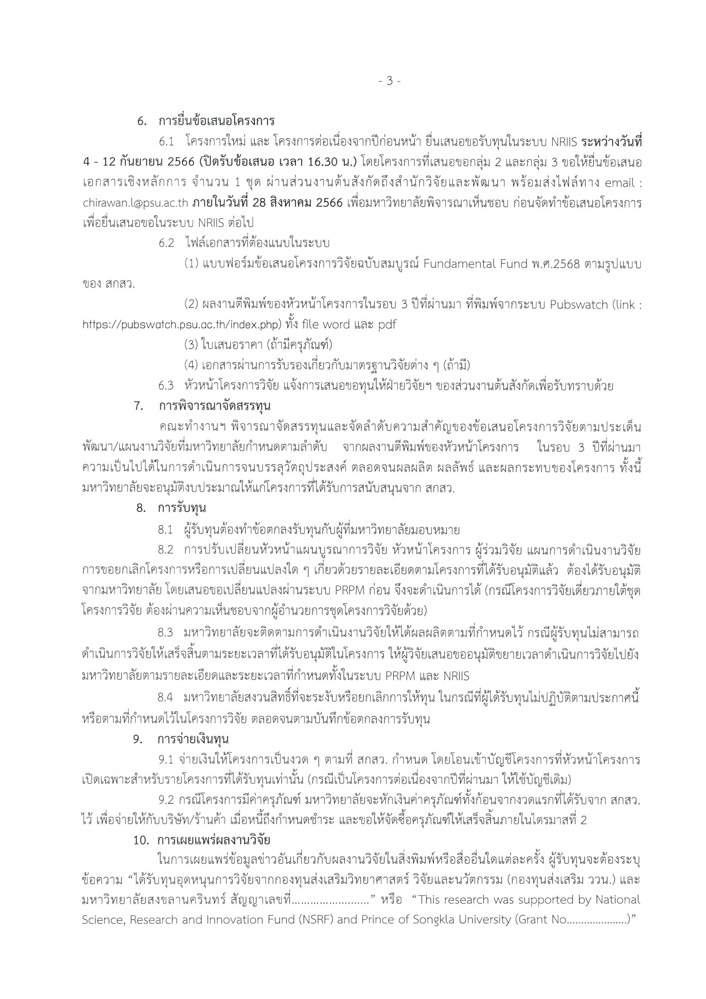 - 3 -
6. การยื่นข้อเสนอโครงการ
6.1 โครงการใหม่ และ โครงการต่อเนื่องจากปีก่อนหน้า ยื่นเสนอขอรับทุนในระบบ NRIIS ระหว่างวันที่
4 - 12 กันยายน 2566 (ปิดรับข้อเสนอ เวลา 16.30 น.) โดยโครงการที่เสนอขอกลุ่ม 2 และกลุ่ม 3 ขอให้ยื่นข้อเสนอ
เอกสารเชิงหลักการ จำนวน 1 ชุด ผ่านส่วนงานต้นสังกัดถึงสำนักวิจัยและพัฒนา พร้อมส่งไฟล์ทาง email :
chirawan.l@psu.ac.th ภายในวันที่ 28 สิงหาคม 2566 เพื่อมหาวิทยาลัยพิจารณาเห็นชอบ ก่อนจัดทำข้อเสนอโครงการ
เพื่อยื่นเสนอขอในระบบ NRIIS ต่อไป
6.2 ไฟล์เอกสารที่ต้องแนบในระบบ
(1) แบบฟอร์มข้อเสนอโครงการวิจัยฉบับสมบูรณ์ Fundamental Fund พ.ศ.2568 ตามรูปแบบ
ของ สกสว.
(2) ผลงานตีพิมพ์ของหัวหน้าโครงการในรอบ 3 ปีที่ผ่านมา ที่พิมพ์จากระบบ Pubswatch (link :
https://pubswatch.psu.ac.th/index.php) ทั้ง file word และ pdf
(3) ใบเสนอราคา (ถ้ามีครุภัณฑ์)
(4) เอกสารผ่านการรับรองเกี่ยวกับมาตรฐานวิจัยต่าง ๆ (ถ้ามี)
6.3 หัวหน้าโครงการวิจัย แจ้งการเสนอขอทุนให้ฝ่ายวิจัยฯ ของส่วนงานต้นสังกัดเพื่อรับทราบด้วย
7. การพิจารณาจัดสรรทุน
คณะทำงานฯ พิจารณาจัดสรรทุนและจัดลำดับความสำคัญของข้อเสนอโครงการวิจัยตามประเด็น
พัฒนา/แผนงานวิจัยที่มหาวิทยาลัยกำหนดตามลำดับ จากผลงานตีพิมพ์ของหัวหน้าโครงการ ในรอบ 3 ปีที่ผ่านมา
ความเป็นไปได้ในการดำเนินการจนบรรลุวัตถุประสงค์ ตลอดจนผลผลิต ผลลัพธ์ และผลกระทบของโครงการ ทั้งนี้
มหาวิทยาลัยจะอนุมัติงบประมาณให้แก่โครงการที่ได้รับการสนับสนุนจาก สกสว.
8. การรับทุน
8.1 ผู้รับทุนต้องทำข้อตกลงรับทุนกับผู้ที่มหาวิทยาลัยมอบหมาย
8.2 การปรับเปลี่ยนหัวหน้าแผนบูรณาการวิจัย หัวหน้าโครงการ ผู้ร่วมวิจัย แผนการดำเนินงานวิจัย
การขอยกเลิกโครงการหรือการเปลี่ยนแปลงใด ๆ เกี่ยวด้วยรายละเอียดตามโครงการที่ได้รับอนุมัติแล้ว ต้องได้รับอนุมัติ
จากมหาวิทยาลัย โดยเสนอขอเปลี่ยนแปลงผ่านระบบ PRPM ก่อน จึงจะดำเนินการได้ (กรณีโครงการวิจัยเดี่ยวภายใต้ชุด
โครงการวิจัย ต้องผ่านความเห็นชอบจากผู้อำนวยการชุดโครงการวิจัยด้วย)
8.3 มหาวิทยาลัยจะติดตามการดำเนินงานวิจัยให้ได้ผลผลิตตามที่กำหนดไว้ กรณีผู้รับทุนไม่สามารถ
ดำเนินการวิจัยให้เสร็จสิ้นตามระยะเวลาที่ได้รับอนุมัติในโครงการ ให้ผู้วิจัยเสนอขออนุมัติขยายเวลาดำเนินการวิจัยไปยัง
มหาวิทยาลัยตามรายละเอียดและระยะเวลาที่กำหนดทั้งในระบบ PRPM และ NRIIS
8.4 มหาวิทยาลัยสงวนสิทธิ์ที่จะระงับหรือยกเลิกการให้ทุน ในกรณีที่ผู้ได้รับทุนไม่ปฏิบัติตามประกาศนี้
หรือตามที่กำหนดไว้ในโครงการวิจัย ตลอดจนตามบันทึกข้อตกลงการรับทุน
9. การจ่ายเงินทุน
9.1 จ่ายเงินให้โครงการเป็นงวด ๆ ตามที่ สกสว. กำหนด โดยโอนเข้าบัญชีโครงการที่หัวหน้าโครงการ
เปิดเฉพาะสำหรับรายโครงการที่ได้รับทุนเท่านั้น (กรณีเป็นโครงการต่อเนื่องจากปีที่ผ่านมา ให้ใช้บัญชีเดิม)
9.2 กรณีโครงการมีค่าครุภัณฑ์ มหาวิทยาลัยจะหักเงินค่าครุภัณฑ์ทั้งก้อนจากงวดแรกที่ได้รับจาก สกสว.
ไว้ เพื่อจ่ายให้กับบริษัท/ร้านค้า เมื่อหนี้ถึงกำหนดชำระ และขอให้จัดซื้อครุภัณฑ์ให้เสร็จสิ้นภายในไตรมาสที่ 2
10. การเผยแพร่ผลงานวิจัย
ในการเผยแพร่ข้อมูลข่าวอันเกี่ยวกับผลงานวิจัยในสิ่งพิมพ์หรือสื่ออื่นใดแต่ละครั้ง ผู้รับทุนจะต้องระบุ
ข้อความ “ได้รับทุนอุดหนุนการวิจัยจากกองทุนส่งเสริมวิทยาศาสตร์ วิจัยและนวัตกรรม (กองทุนส่งเสริม ววน.) และ
มหาวิทยาลัยสงขลานครินทร์ สัญญาเลขที่.........................” หรือ “This research was supported by National
Science, Research and Innovation Fund (NSRF) and Prince of Songkla University (Grant No.....................)”